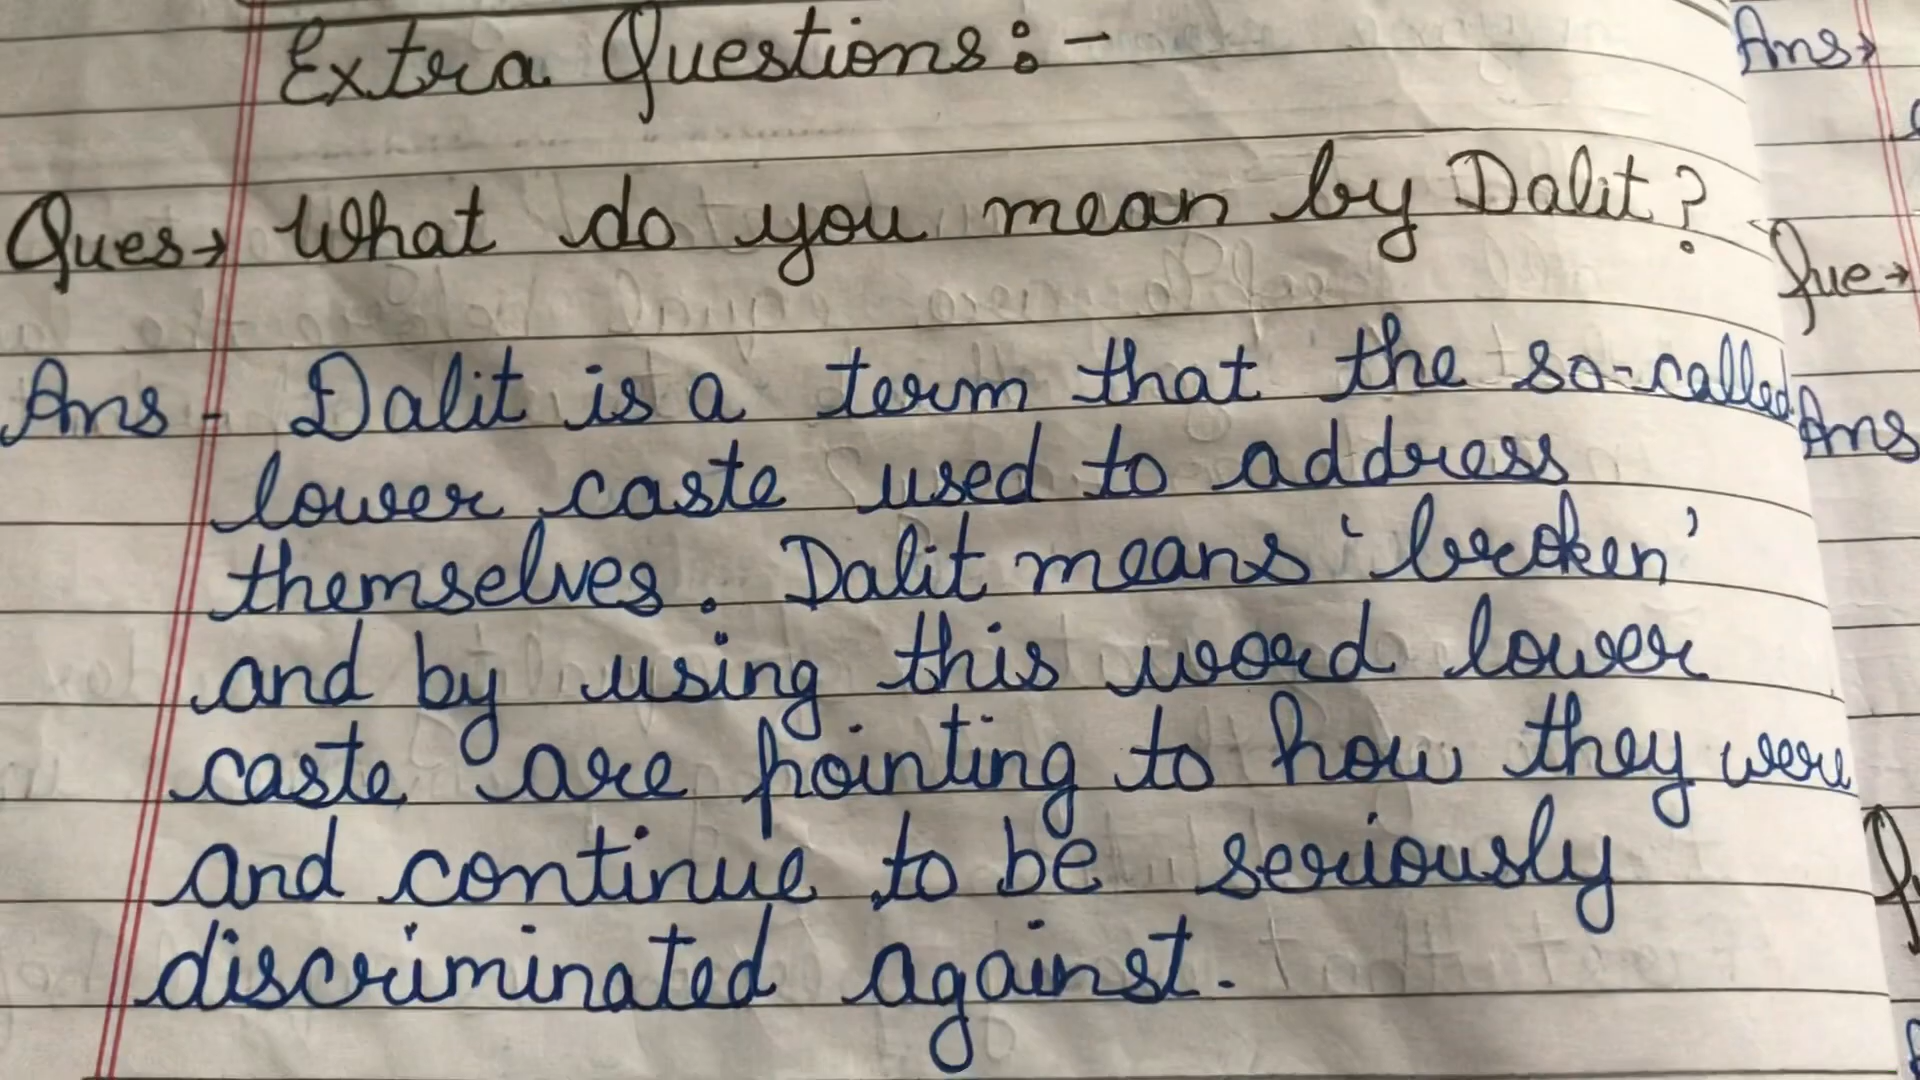 Extra Questions:-
Ques→ What do you mean by Dalit?
Ans - Dalit is a term that the so-called
lower caste used to address
themselves. Dalit means 'broken'
and by using this word lower
caste are pointing to how they were
and continue to be seriously
discriminated against.
Ans→
Que→
Ans